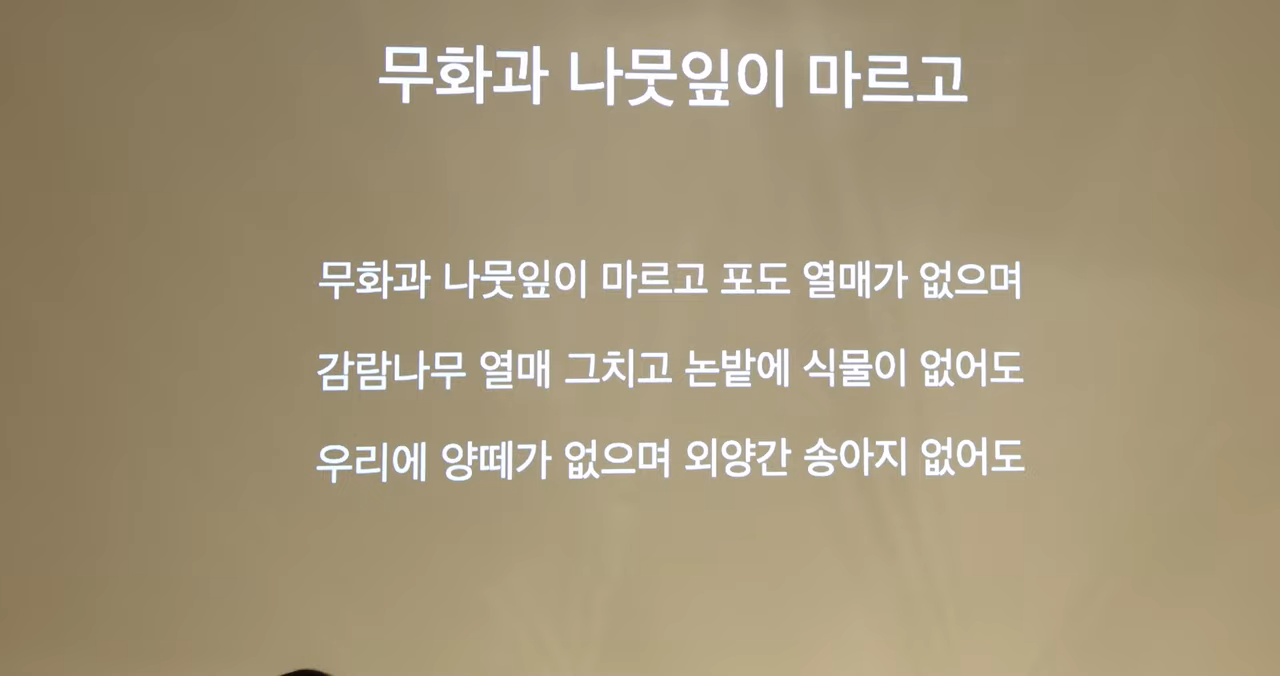 무화과 나뭇잎이 마르고
무화과 나뭇잎이 마르고 포도 열매가 없으며
감람나무 열매 그치고 논밭에 식물이 없어도
우리에 양떼가 없으며 외양간 송아지 없어도